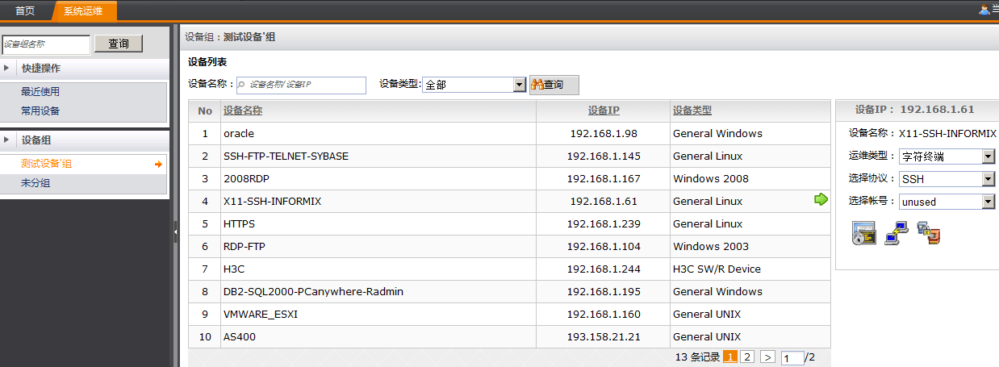 首页 系统运维 当
设备组名称 查询
快捷操作
最近使用
常用设备
设备组
测试设备'组
未分组
设备组：测试设备'组
设备列表
设备名称： 设备名称/设备IP 设备类型: 全部 查询
No 设备名称 设备IP 设备类型
1 oracle 192.168.1.98 General Windows
2 SSH-FTP-TELNET-SYBASE 192.168.1.145 General Linux
3 2008RDP 192.168.1.167 Windows 2008
4 X11-SSH-INFORMIX 192.168.1.61 General Linux
5 HTTPS 192.168.1.239 General Linux
6 RDP-FTP 192.168.1.104 Windows 2003
7 H3C 192.168.1.244 H3C SW/R Device
8 DB2-SQL2000-PCanywhere-Radmin 192.168.1.195 General Windows
9 VMWARE_ESXI 192.168.1.160 General UNIX
10 AS400 193.158.21.21 General UNIX
13 条记录 1 2 > 1 /2
设备IP： 192.168.1.61
设备名称： X11-SSH-INFORMIX
运维类型： 字符终端
选择协议： SSH
选择帐号： unused